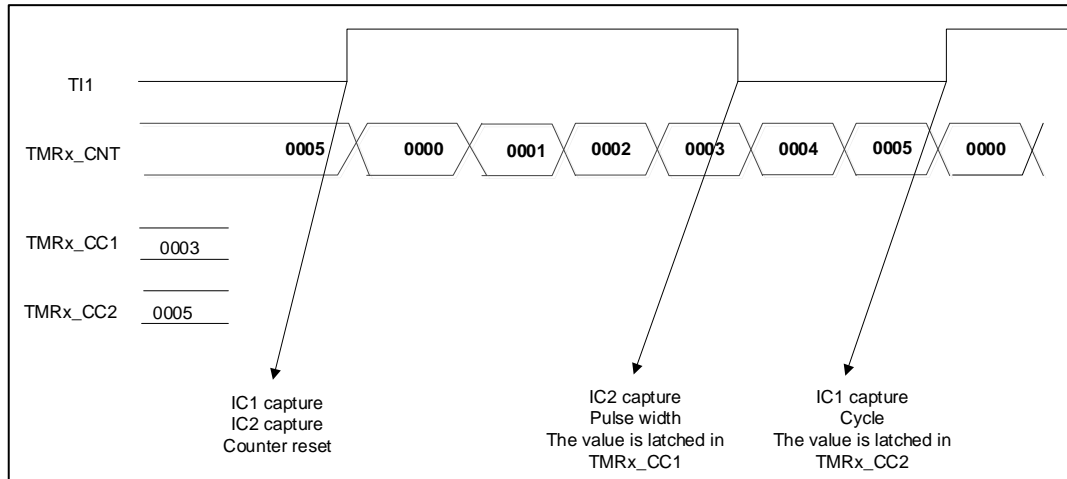 TI1
TMRx_CNT
0005 0000 0001 0002 0003 0004 0005 0000
TMRx_CC1
0003
TMRx_CC2
0005
IC1 capture
IC2 capture
Counter reset
IC2 capture
Pulse width
The value is latched in
TMRx_CC1
IC1 capture
Cycle
The value is latched in
TMRx_CC2